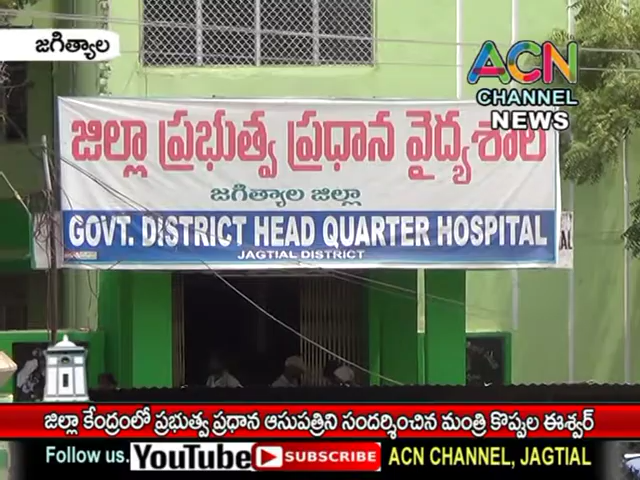 జగిత్యాల
ACN
CHANNEL
NEWS
జిల్లా ప్రభుత్వ ప్రధాన వైద్యశాల
జగిత్యాల జిల్లా
GOVT. DISTRICT HEAD QUARTER HOSPITAL
JAGTIAL DISTRICT
జిల్లా కేంద్రంలో ప్రభుత్వ ప్రధాన ఆసుపత్రిని సందర్శించిన మంత్రి కొప్పుల ఈశ్వర్
Follow us. YouTube SUBSCRIBE ACN CHANNEL, JAGTIAL